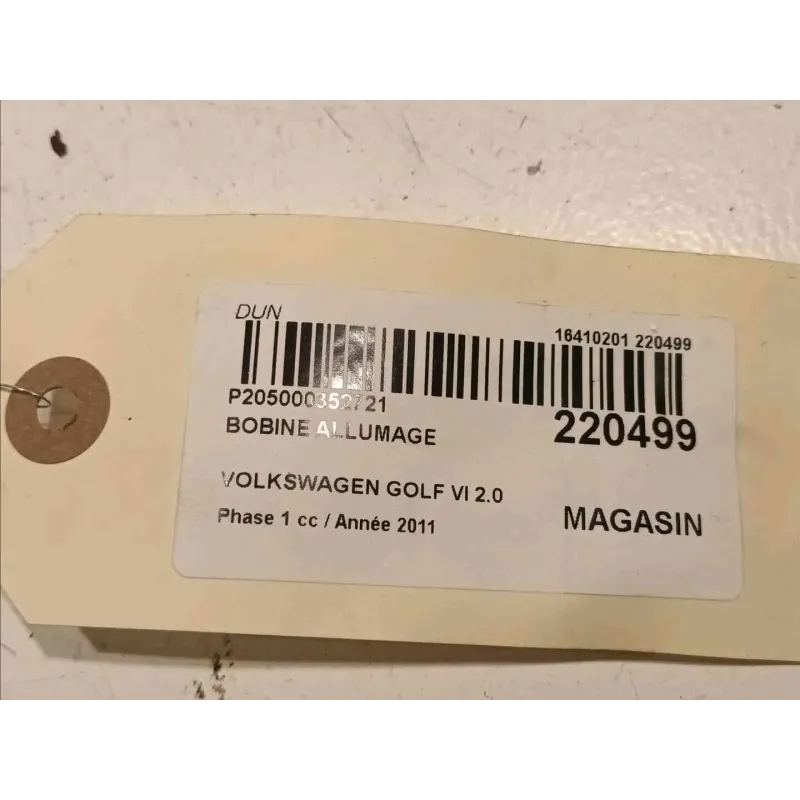 DUN
16410201 220499
P205000352721
220499
BOBINE ALLUMAGE
VOLKSWAGEN GOLF VI 2.0
Phase 1 cc / Année 2011
MAGASIN